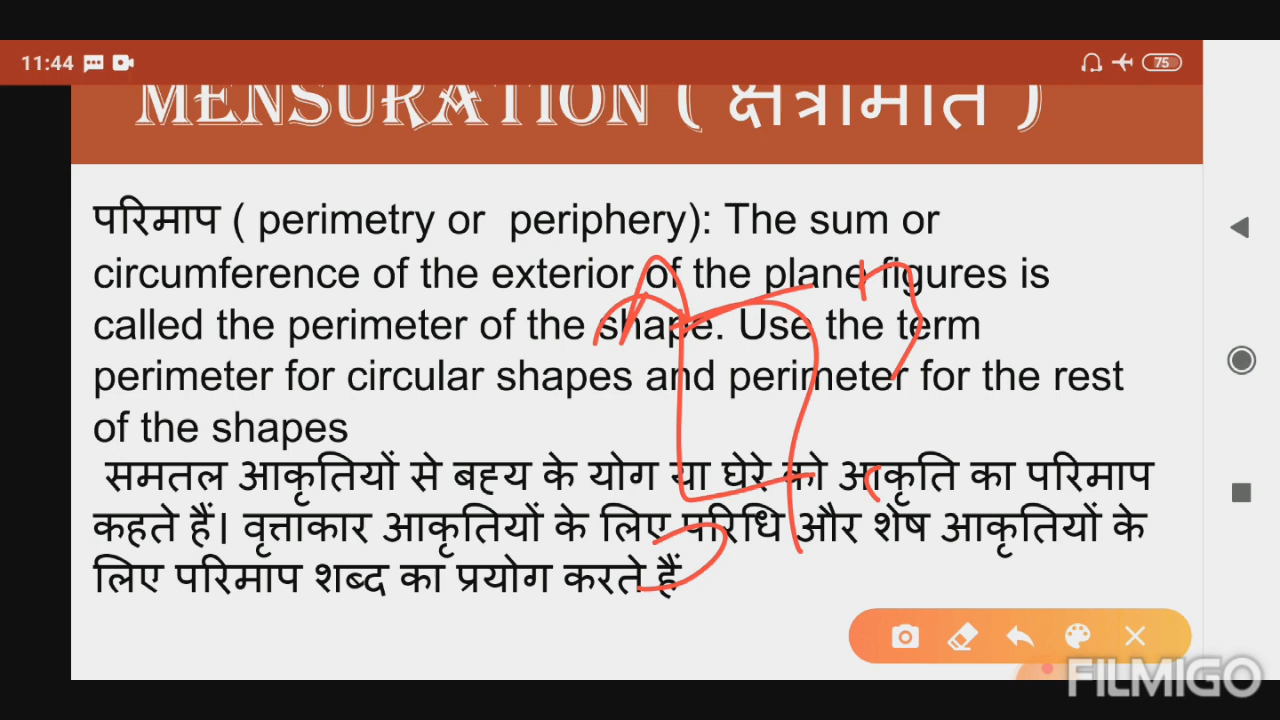 11:44
75
MENSURATION ( क्षेत्रमिति )
परिमाप ( perimetry or periphery): The sum or
circumference of the exterior of the plane figures is
called the perimeter of the shape. Use the term
perimeter for circular shapes and perimeter for the rest
of the shapes
समतल आकृतियों से बह्य के योग या घेरे को आकृति का परिमाप
कहते हैं। वृत्ताकार आकृतियों के लिए परिधि और शेष आकृतियों के
लिए परिमाप शब्द का प्रयोग करते हैं
FILMIGO